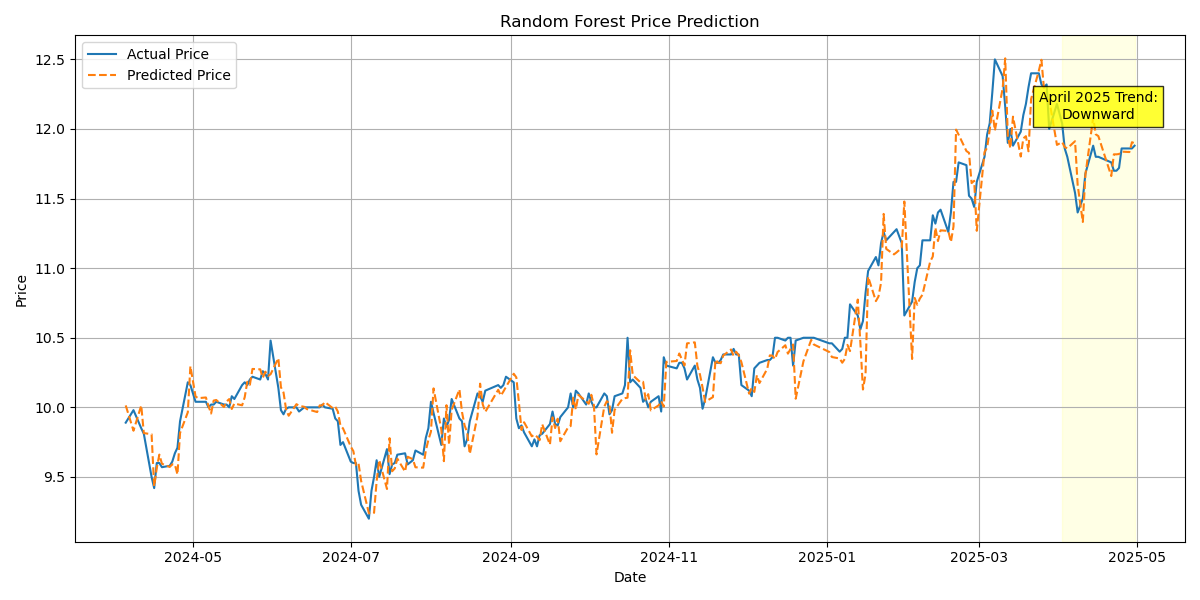 Random Forest Price Prediction
Actual Price
Predicted Price
April 2025 Trend:
Downward
Price
12.5
12.0
11.5
11.0
10.5
10.0
9.5
2024-05
2024-07
2024-09
2024-11
2025-01
2025-03
2025-05
Date